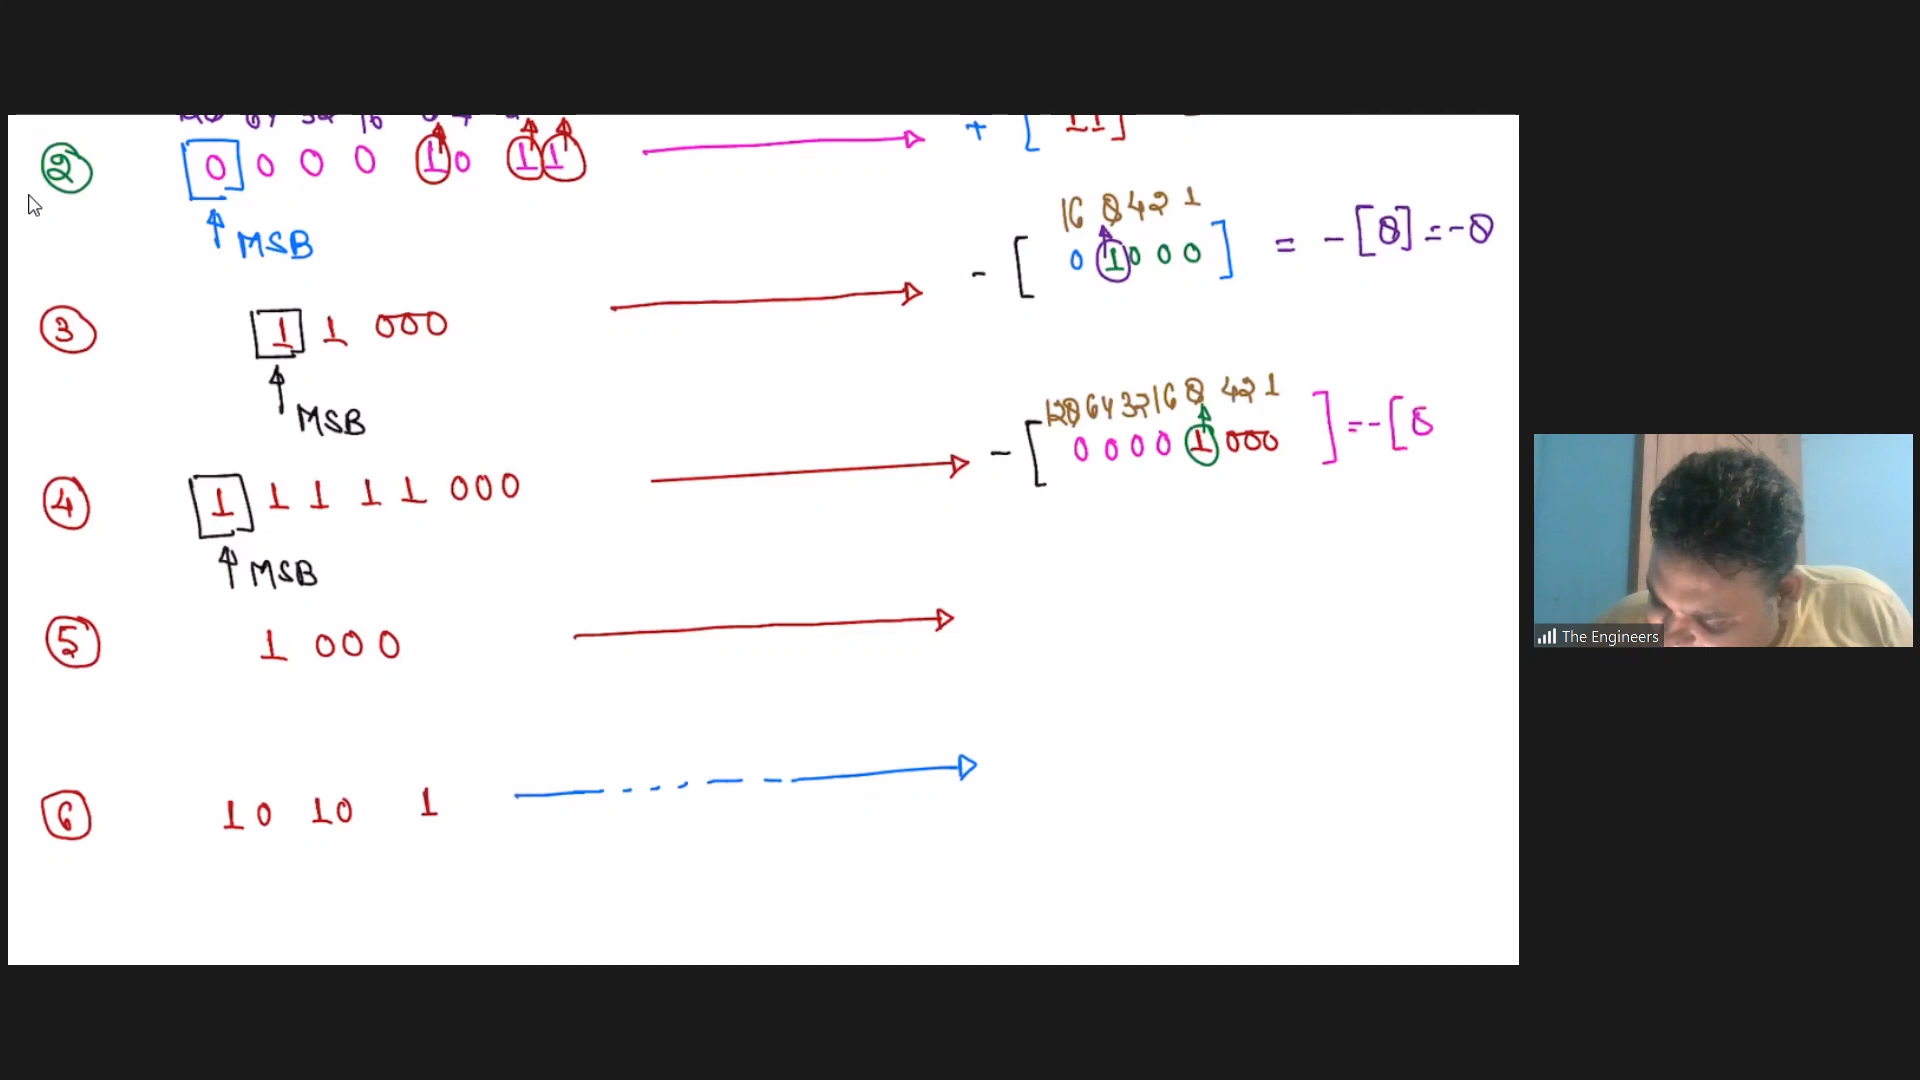 + [ 11 ]
② 0 0 0 0 1 0 1 1
MSB
16 8 4 2 1
- [ 0 1 0 0 0 ] = - [8] = -8
③ 1 1 000
MSB
128 64 32 16 8 4 2 1
- [ 0 0 0 0 1 000 ] = - [8
④ 1 1 1 1 1 000
MSB
⑤ 1 000
The Engineers
⑥ 10 10 1